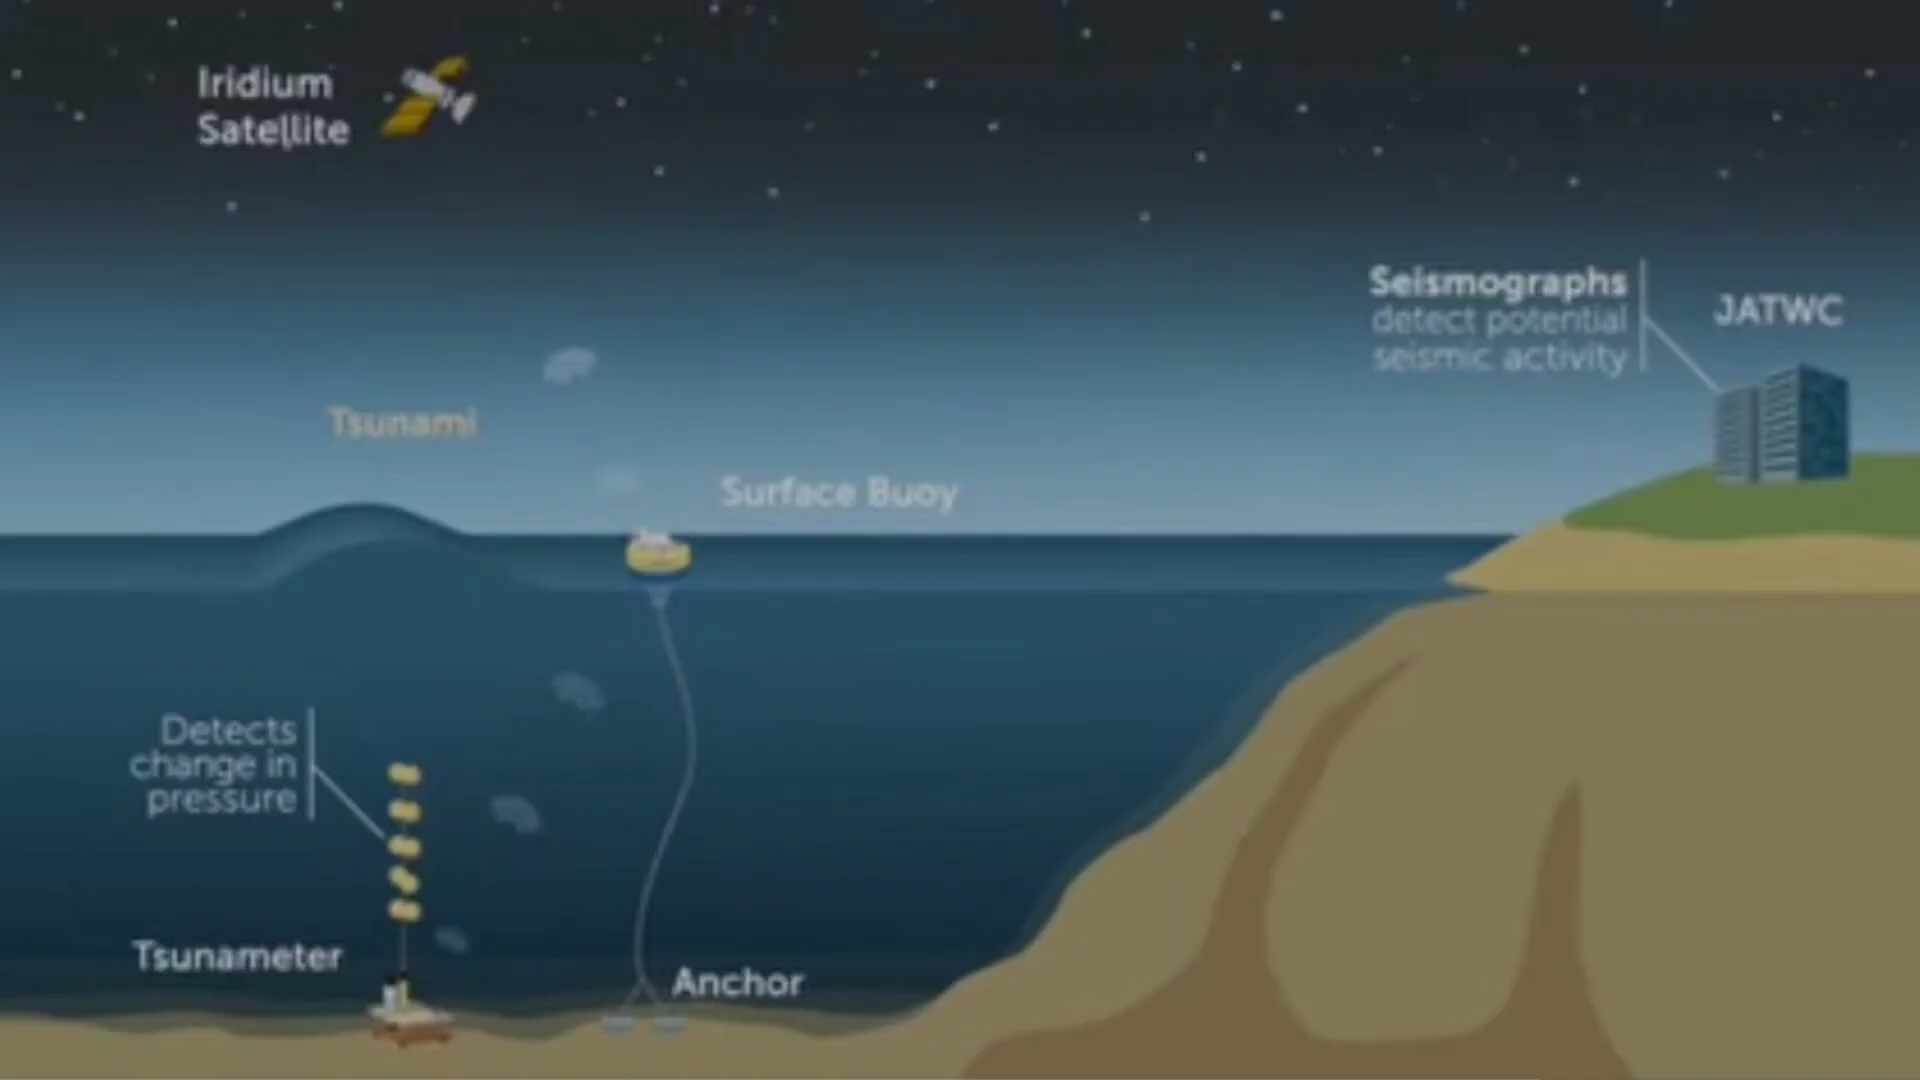 Iridium
Satellite
Seismographs
detect potential
seismic activity
JATWC
Tsunami
Surface Buoy
Detects
change in
pressure
Tsunameter
Anchor